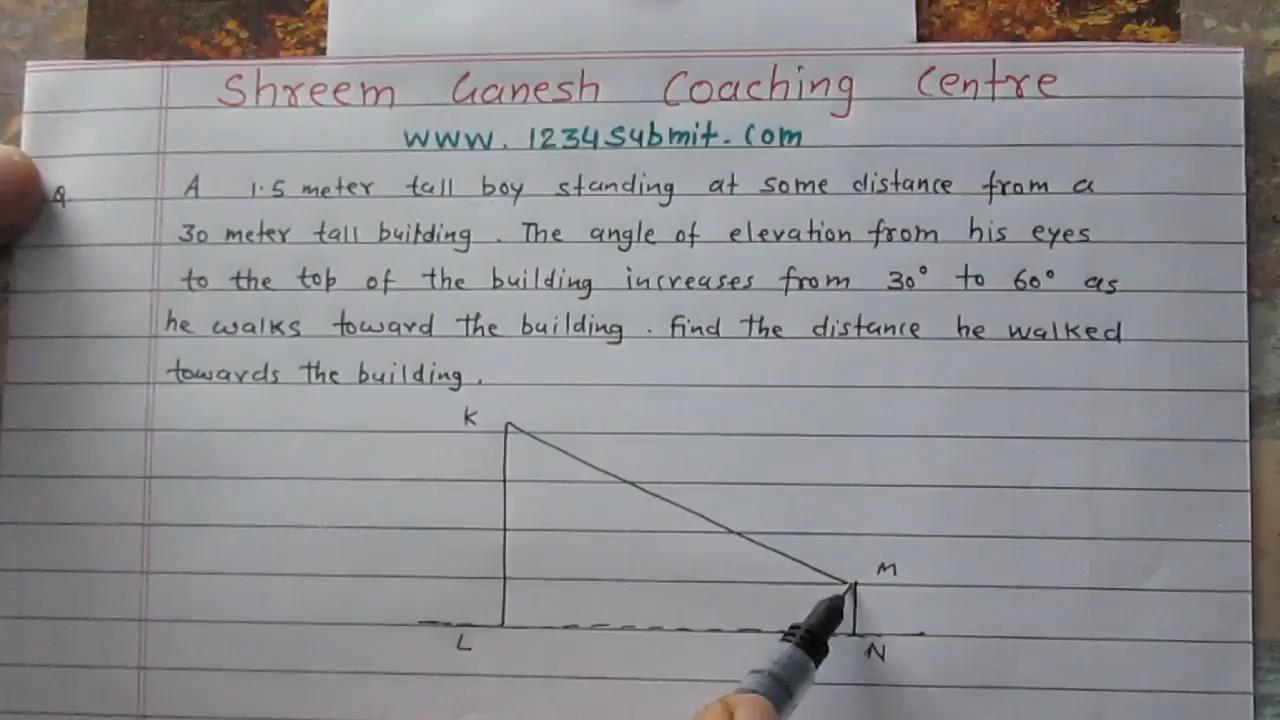 Shreem Ganesh Coaching Centre
www.1234submit.com
Q A 1.5 meter tall boy standing at some distance from a
30 meter tall building. The angle of elevation from his eyes
to the top of the building increases from 30° to 60° as
he walks toward the building. find the distance he walked
towards the building.
K
M
L
N